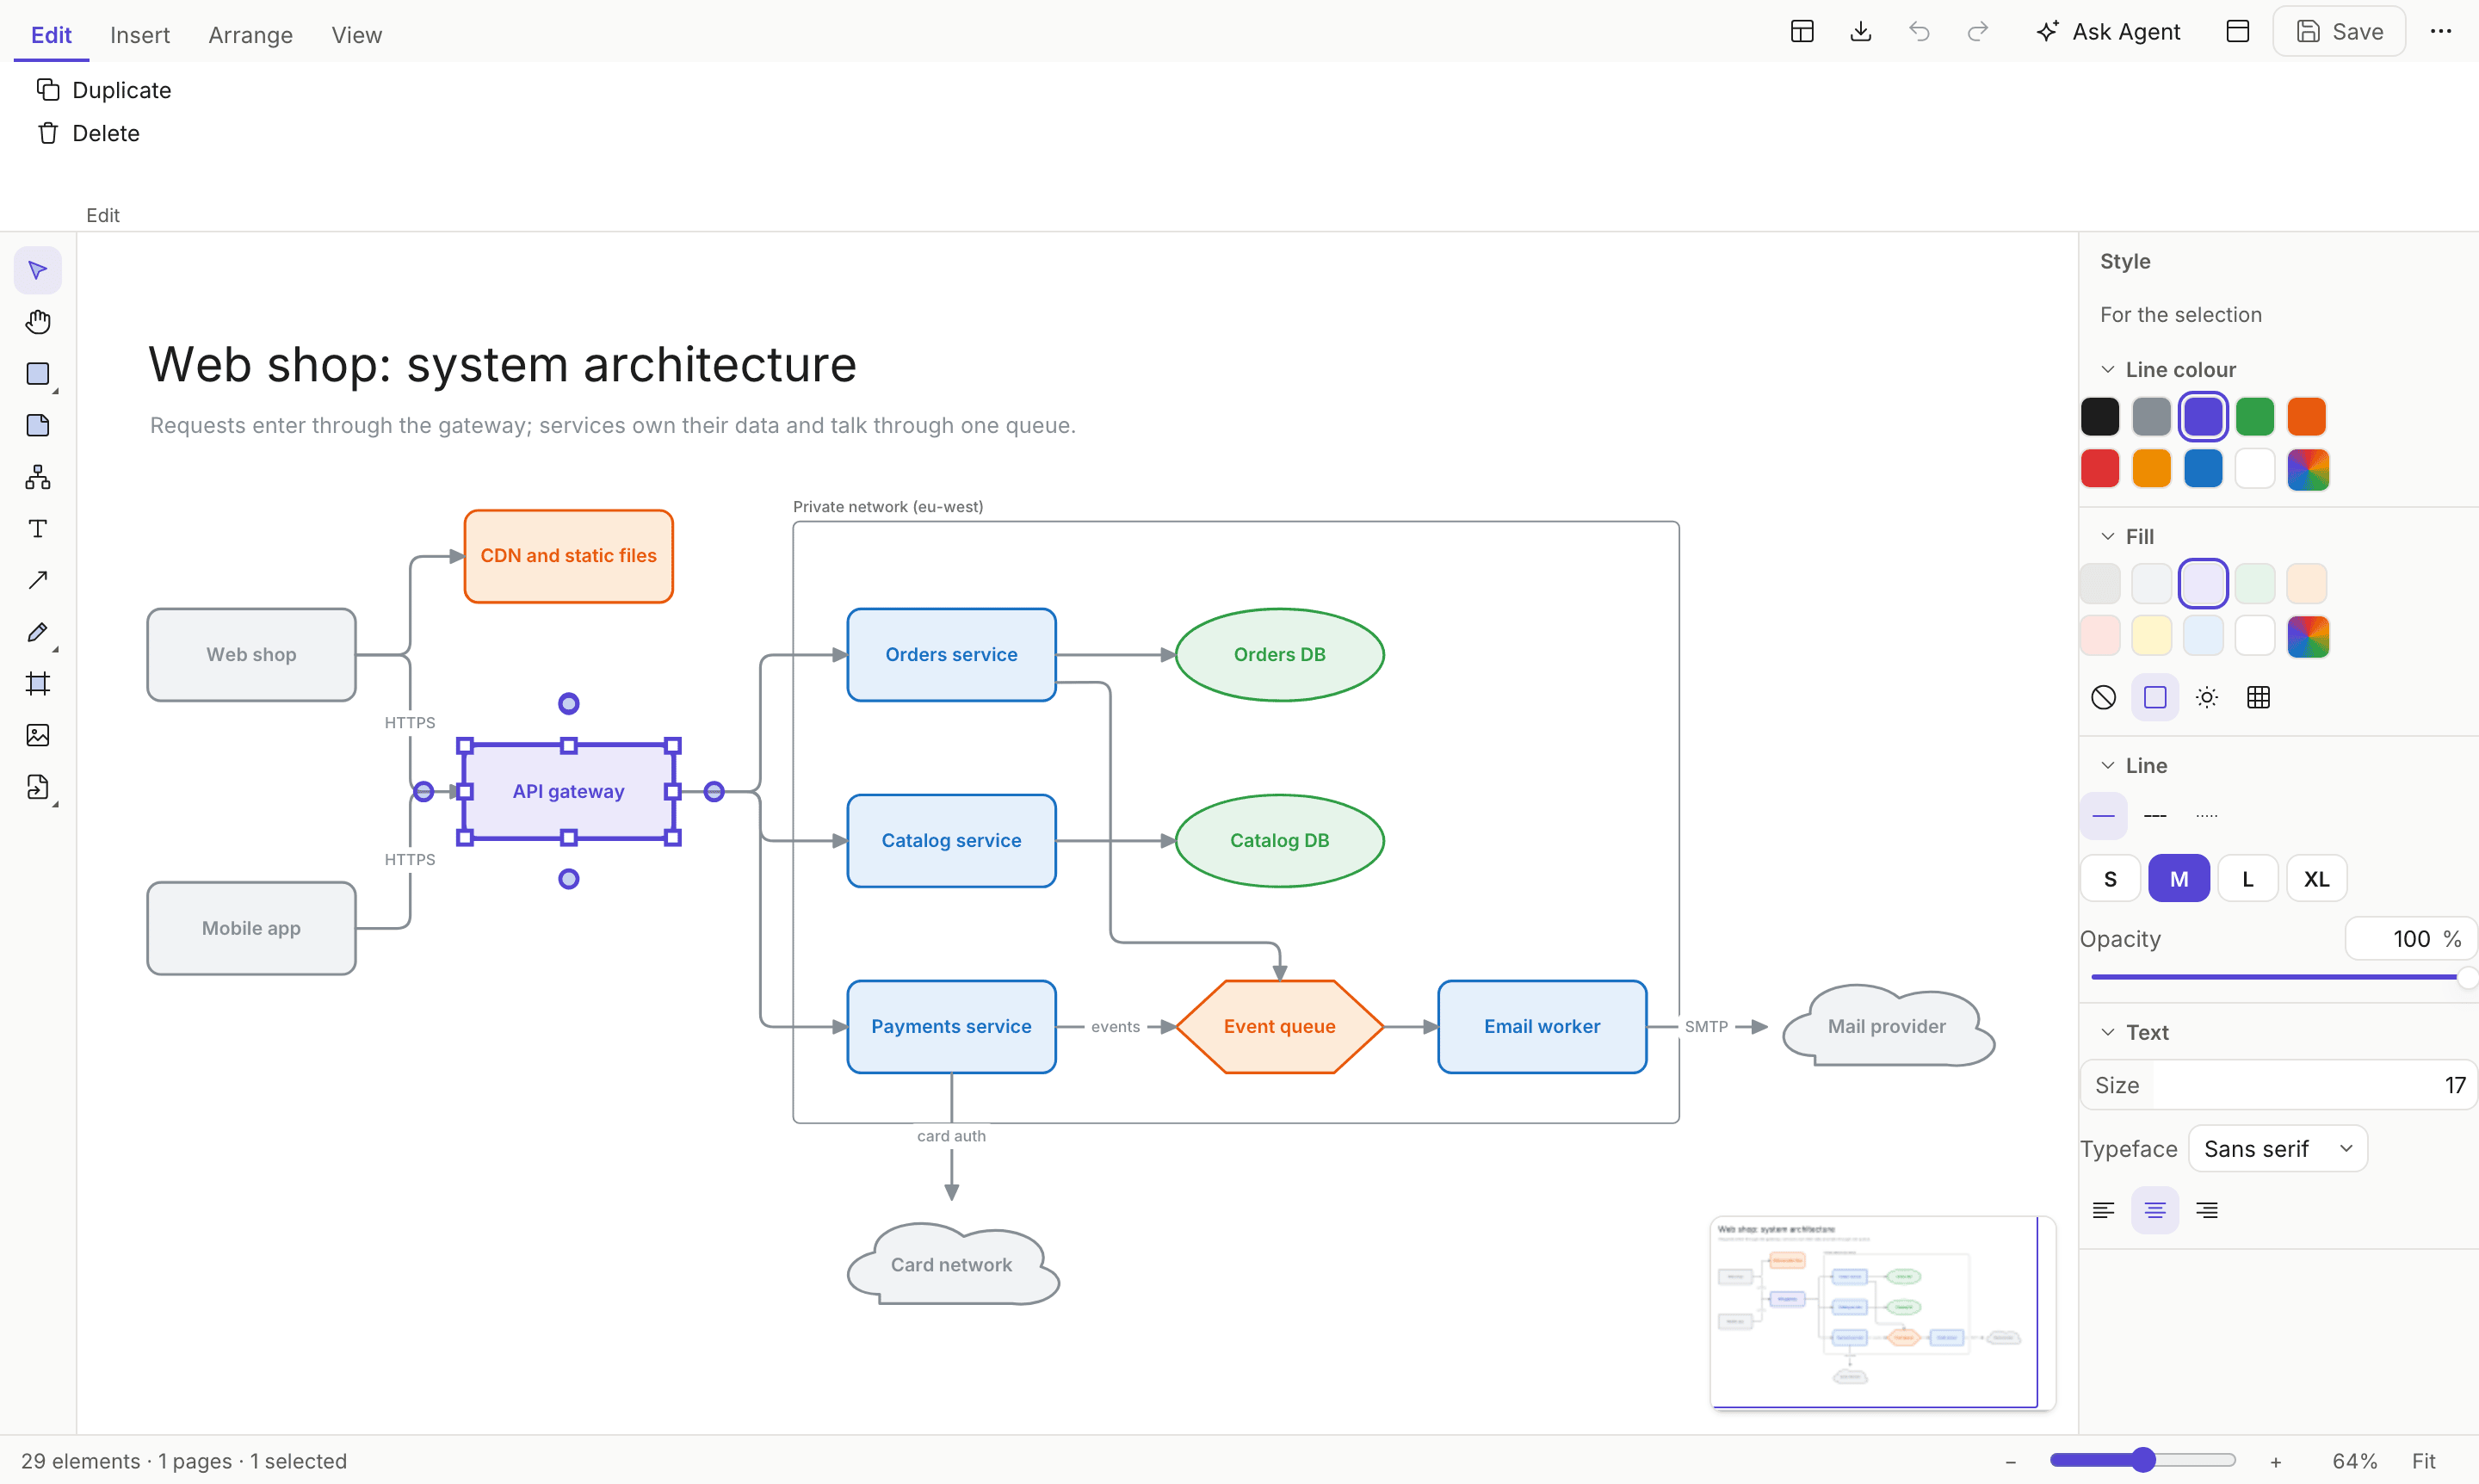 Edit Insert Arrange View
Ask Agent Save
Duplicate
Delete
Edit
Web shop: system architecture
Requests enter through the gateway; services own their data and talk through one queue.
Private network (eu-west)
CDN and static files
Web shop
Orders service
Orders DB
HTTPS
API gateway
Catalog service
Catalog DB
HTTPS
Mobile app
Payments service
events
Event queue
Email worker
SMTP
Mail provider
card auth
Card network
Style
For the selection
Line colour
Fill
Line
S M L XL
Opacity 100 %
Text
Size 17
Typeface Sans serif
Web shop: system architecture
29 elements · 1 pages · 1 selected
− + 64% Fit